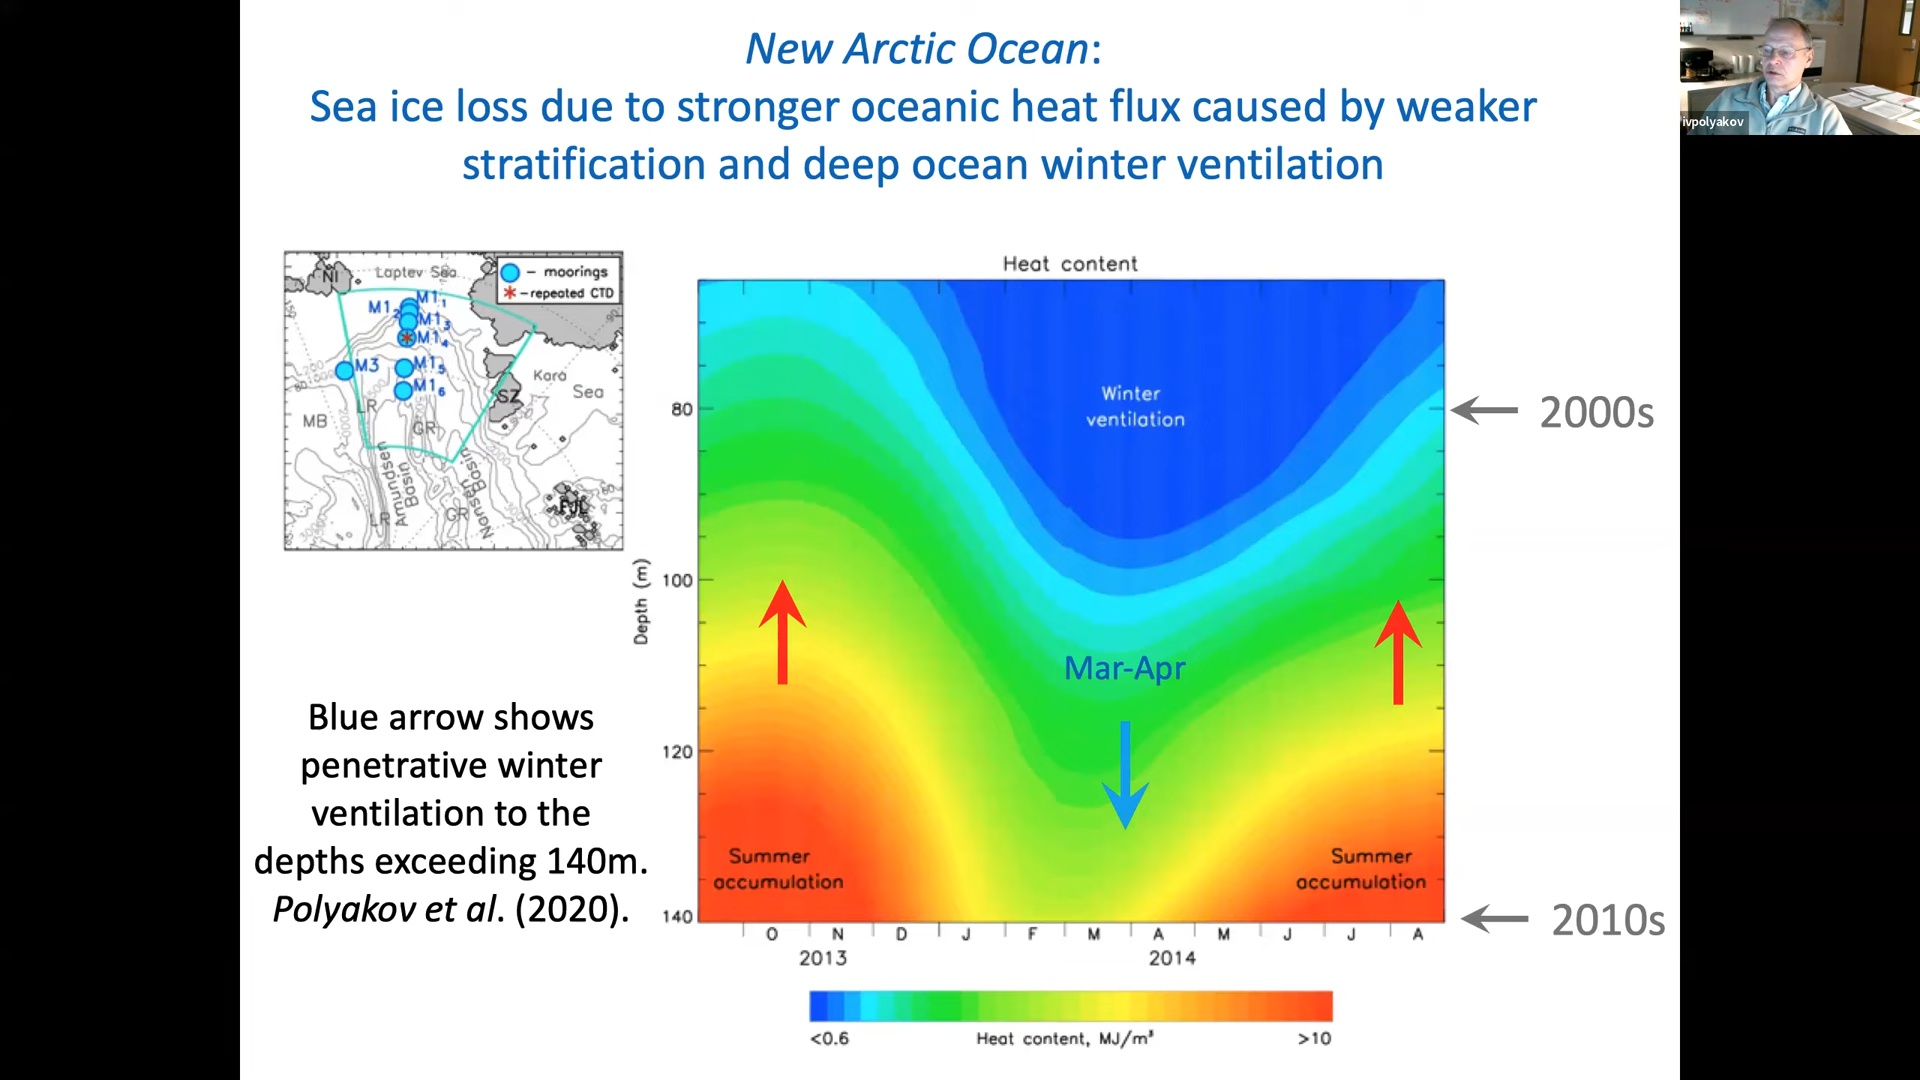 New Arctic Ocean:
Sea ice loss due to stronger oceanic heat flux caused by weaker
stratification and deep ocean winter ventilation
ivpolyakov
NI
Laptev Sea
– moorings
–repeated CTD
M1₁
M1₂
M1₃
M1₄
M3
M1₅
M1₆
Kara
Sea
SZ
MB
LR
GR
Amundsen
Basin
Nansen
Basin
LR
GR
FJL
Blue arrow shows
penetrative winter
ventilation to the
depths exceeding 140m.
Polyakov et al. (2020).
Heat content
Depth (m)
80
100
120
140
Winter
ventilation
Mar-Apr
Summer
accumulation
Summer
accumulation
2000s
2010s
O N D J F M A M J J A
2013 2014
<0.6 Heat content, MJ/m³ >10